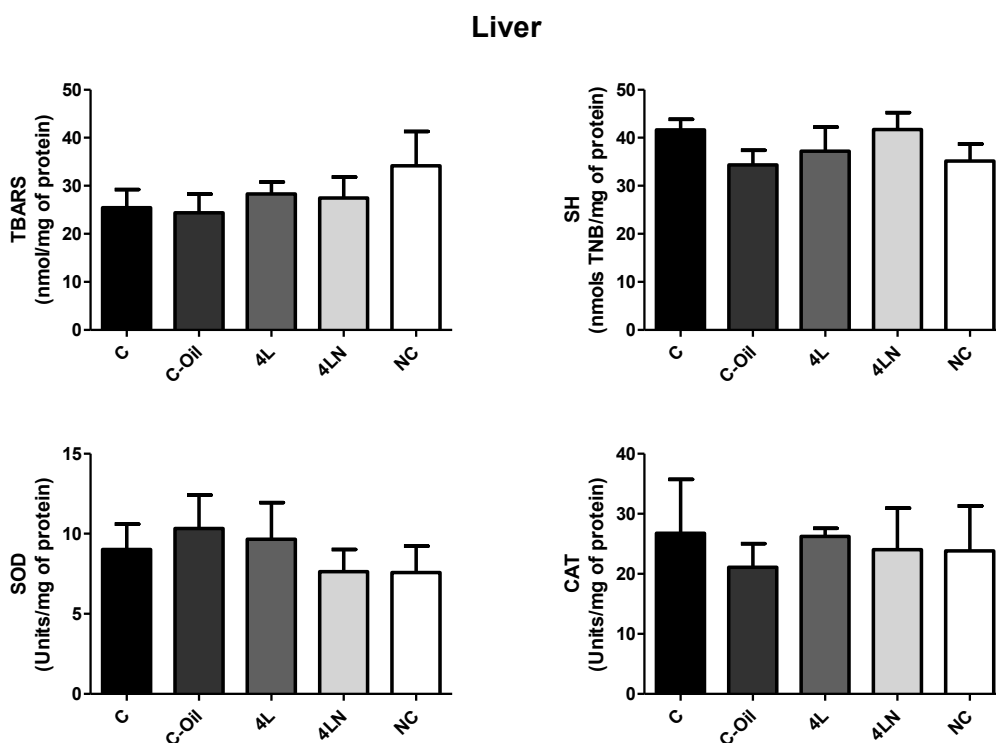 Liver
TBARS
(nmol/mg of protein)
50
40
30
20
10
0
C
C-Oil
4L
4LN
NC
SH
(nmols TNB/mg of protein)
50
40
30
20
10
0
C
C-Oil
4L
4LN
NC
SOD
(Units/mg of protein)
15
10
5
0
C
C-Oil
4L
4LN
NC
CAT
(Units/mg of protein)
40
30
20
10
0
C
C-Oil
4L
4LN
NC